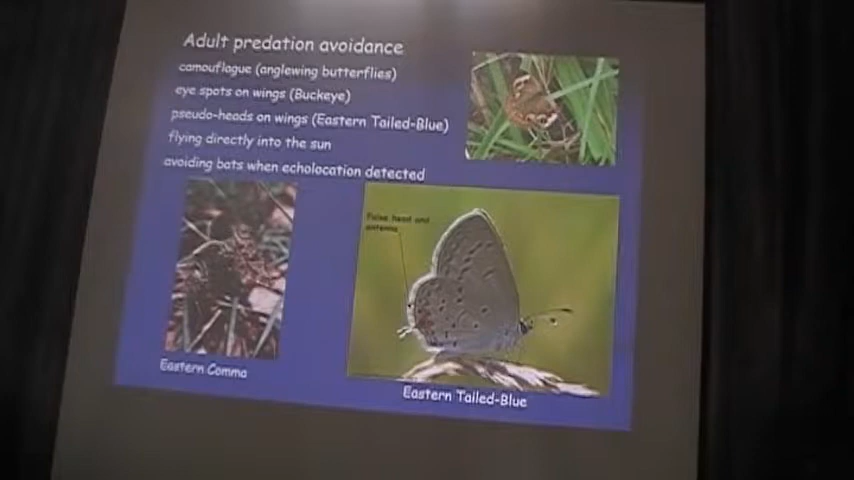 Adult predation avoidance
camouflague (anglewing butterflies)
eye spots on wings (Buckeye)
pseudo-heads on wings (Eastern Tailed-Blue)
flying directly into the sun
avoiding bats when echolocation detected
False head and
antenna
Eastern Comma
Eastern Tailed-Blue